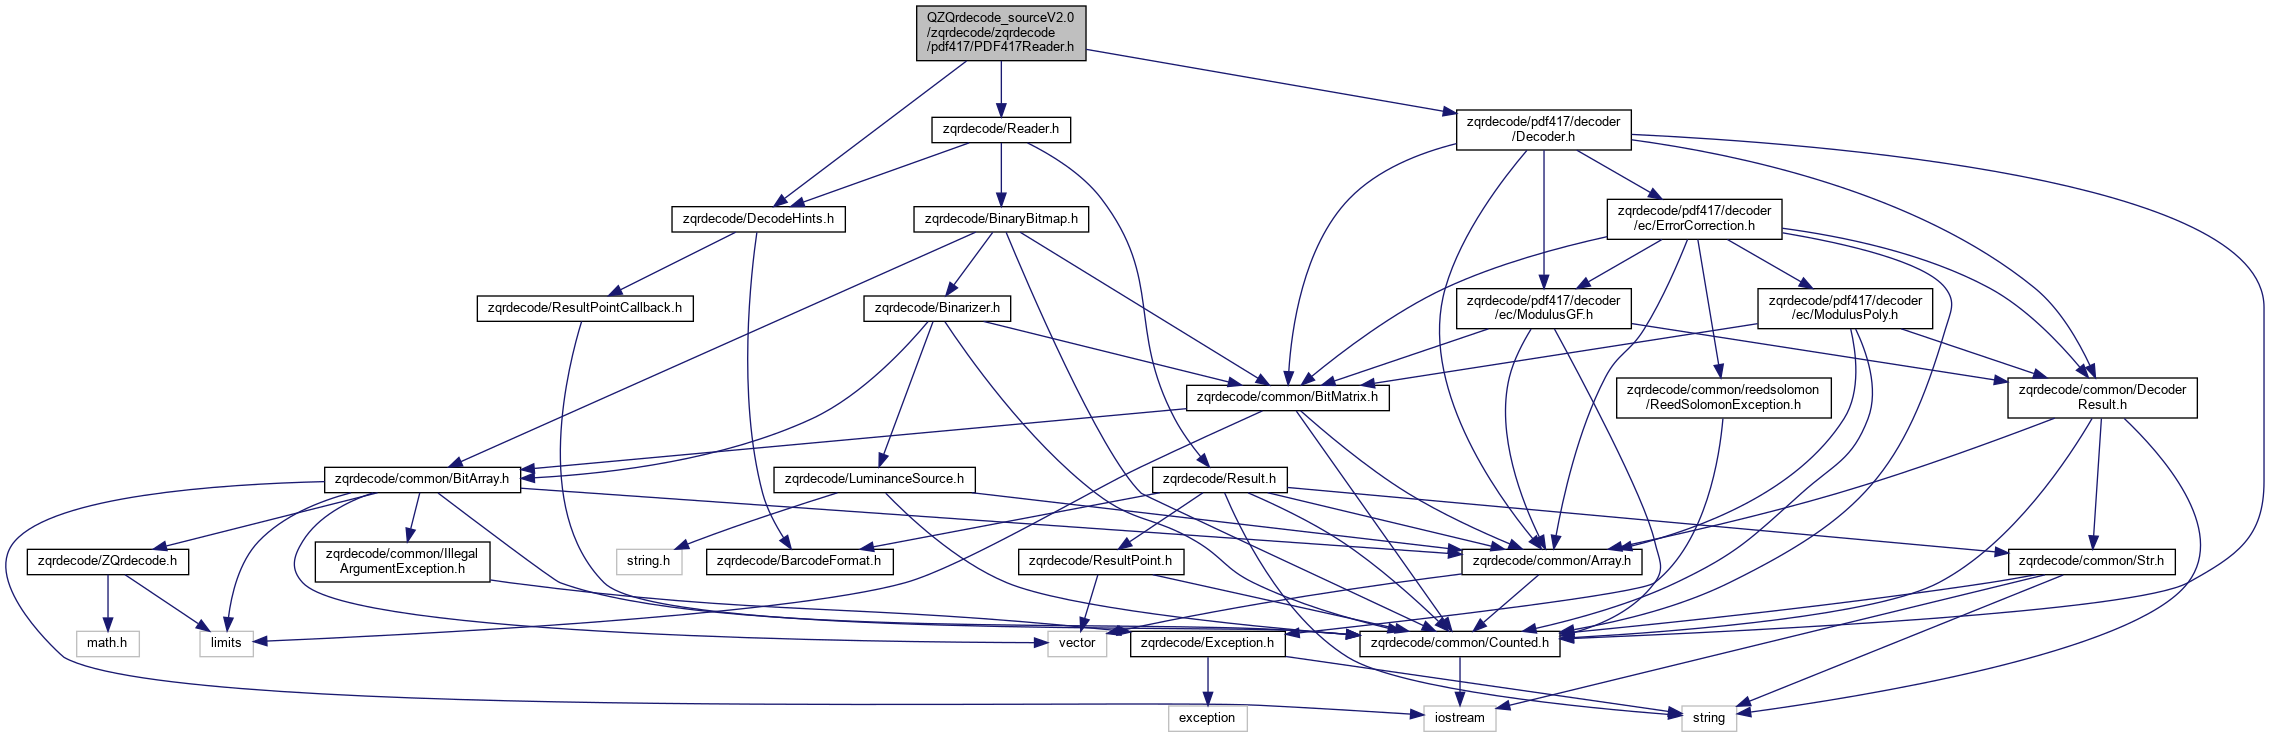 QZQrdecode_sourceV2.0
/zqrdecode/zqrdecode
/pdf417/PDF417Reader.h
zqrdecode/Reader.h
zqrdecode/pdf417/decoder
/Decoder.h
zqrdecode/DecodeHints.h
zqrdecode/BinaryBitmap.h
zqrdecode/pdf417/decoder
/ec/ErrorCorrection.h
zqrdecode/ResultPointCallback.h
zqrdecode/Binarizer.h
zqrdecode/pdf417/decoder
/ec/ModulusGF.h
zqrdecode/pdf417/decoder
/ec/ModulusPoly.h
zqrdecode/common/BitMatrix.h
zqrdecode/common/reedsolomon
/ReedSolomonException.h
zqrdecode/common/Decoder
Result.h
zqrdecode/common/BitArray.h
zqrdecode/LuminanceSource.h
zqrdecode/Result.h
zqrdecode/ZQrdecode.h
zqrdecode/common/Illegal
ArgumentException.h
string.h
zqrdecode/BarcodeFormat.h
zqrdecode/ResultPoint.h
zqrdecode/common/Array.h
zqrdecode/common/Str.h
math.h
limits
vector
zqrdecode/Exception.h
zqrdecode/common/Counted.h
exception
iostream
string